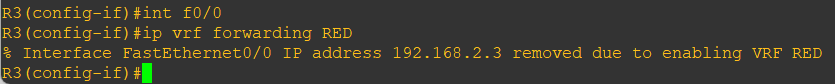 R3(config-if)#int f0/0
R3(config-if)#ip vrf forwarding RED
% Interface FastEthernet0/0 IP address 192.168.2.3 removed due to enabling VRF RED
R3(config-if)#